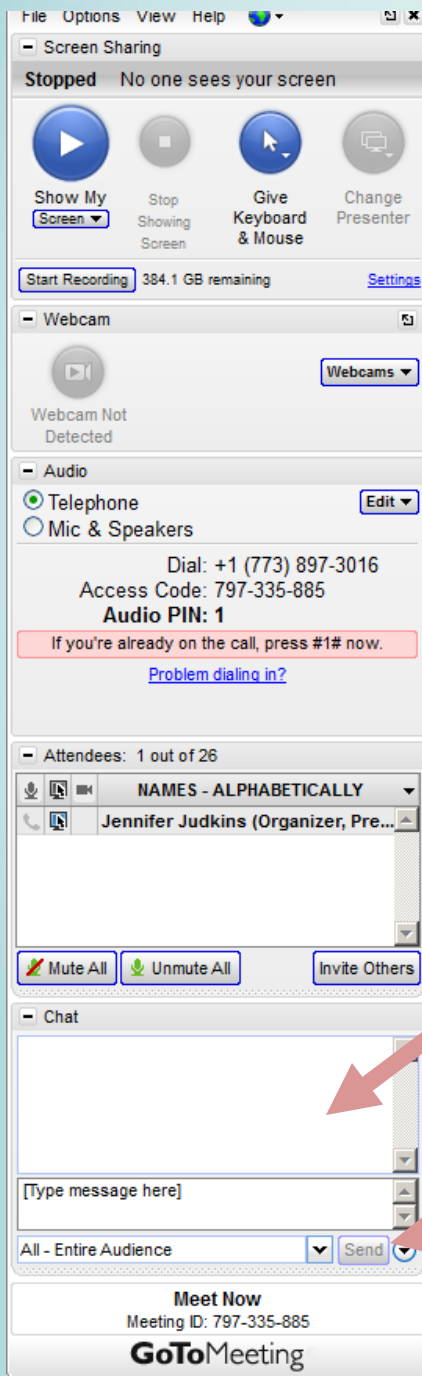 File Options View Help
Screen Sharing
Stopped No one sees your screen
Show My
Screen
Stop
Showing
Screen
Give
Keyboard
& Mouse
Change
Presenter
Start Recording 384.1 GB remaining Settings
Webcam
Webcams
Webcam Not
Detected
Audio
Telephone Edit
Mic & Speakers
Dial: +1 (773) 897-3016
Access Code: 797-335-885
Audio PIN: 1
If you're already on the call, press #1# now.
Problem dialing in?
Attendees: 1 out of 26
NAMES - ALPHABETICALLY
Jennifer Judkins (Organizer, Pre...
Mute All Unmute All Invite Others
Chat
[Type message here]
All - Entire Audience Send
Meet Now
Meeting ID: 797-335-885
GoToMeeting